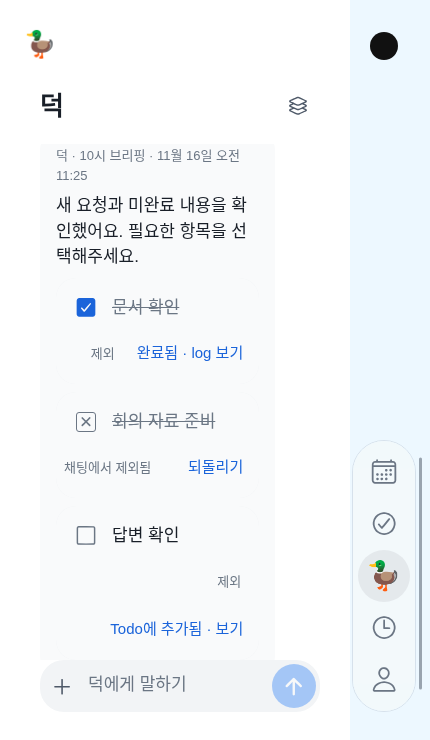 덕
덕 · 10시 브리핑 · 11월 16일 오전
11:25
새 요청과 미완료 내용을 확
인했어요. 필요한 항목을 선
택해주세요.
문서 확인
제외 완료됨 · log 보기
회의 자료 준비
채팅에서 제외됨 되돌리기
답변 확인
제외
Todo에 추가됨 · 보기
덕에게 말하기